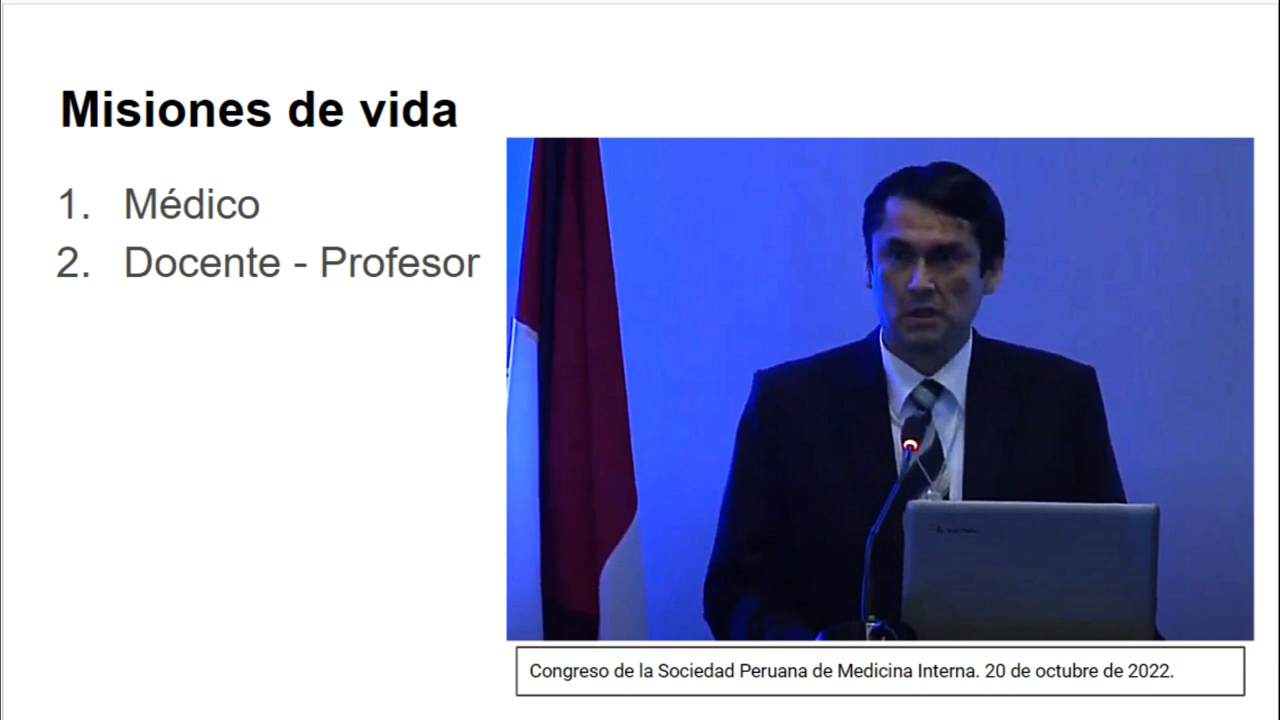 Misiones de vida
1. Médico
2. Docente - Profesor
Congreso de la Sociedad Peruana de Medicina Interna. 20 de octubre de 2022.